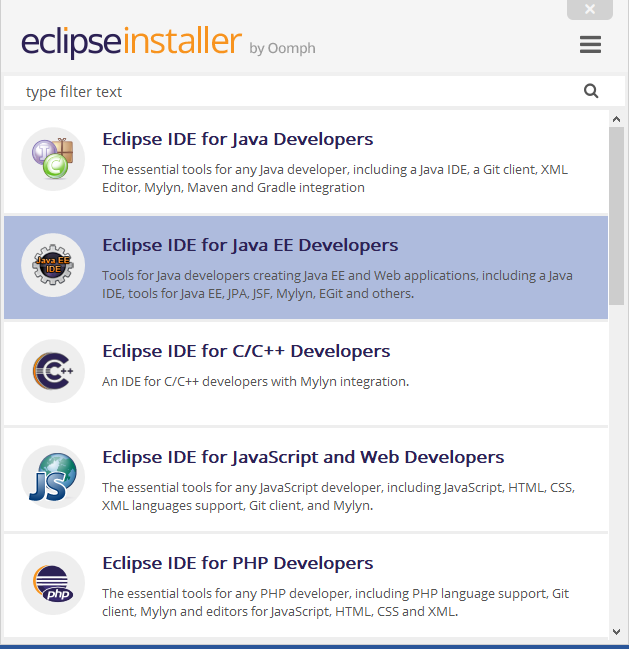 eclipseinstaller by Oomph
type filter text
Eclipse IDE for Java Developers
The essential tools for any Java developer, including a Java IDE, a Git client, XML
Editor, Mylyn, Maven and Gradle integration
Java EE
IDE
Eclipse IDE for Java EE Developers
Tools for Java developers creating Java EE and Web applications, including a Java
IDE, tools for Java EE, JPA, JSF, Mylyn, EGit and others.
C++
Eclipse IDE for C/C++ Developers
An IDE for C/C++ developers with Mylyn integration.
JS
Eclipse IDE for JavaScript and Web Developers
The essential tools for any JavaScript developer, including JavaScript, HTML, CSS,
XML languages support, Git client, and Mylyn.
php
Eclipse IDE for PHP Developers
The essential tools for any PHP developer, including PHP language support, Git
client, Mylyn and editors for JavaScript, HTML, CSS and XML.